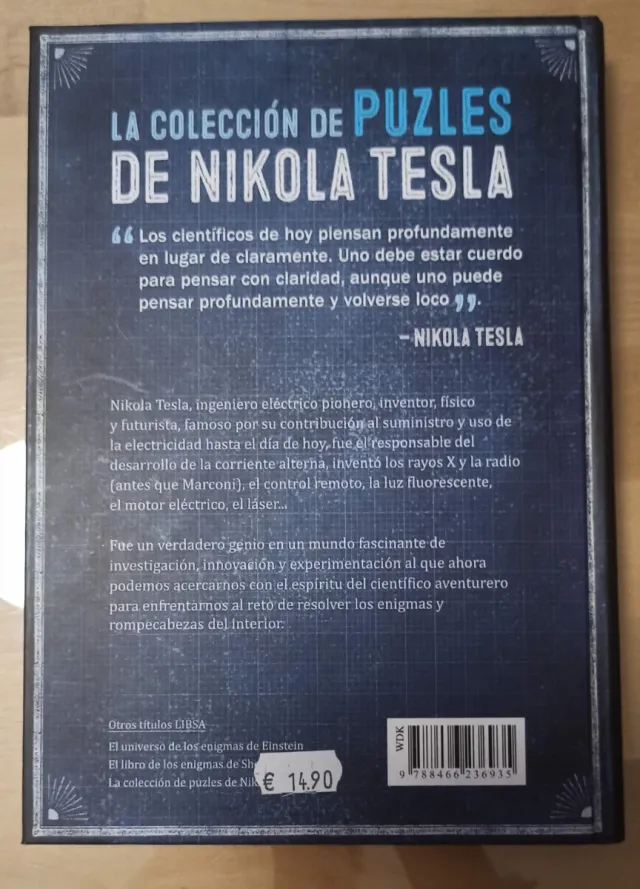 LA COLECCIÓN DE PUZLES
DE NIKOLA TESLA
“ Los científicos de hoy piensan profundamente
en lugar de claramente. Uno debe estar cuerdo
para pensar con claridad, aunque uno puede
pensar profundamente y volverse loco ”.
– NIKOLA TESLA
Nikola Tesla, ingeniero eléctrico pionero, inventor, físico
y futurista, famoso por su contribución al suministro y uso de
la electricidad hasta el día de hoy, fue el responsable del
desarrollo de la corriente alterna, inventó los rayos X y la radio
(antes que Marconi), el control remoto, la luz fluorescente,
el motor eléctrico, el láser...
Fue un verdadero genio en un mundo fascinante de
investigación, innovación y experimentación al que ahora
podemos acercarnos con el espíritu del científico aventurero
para enfrentarnos al reto de resolver los enigmas y
rompecabezas del interior.
Otros títulos LIBSA
El universo de los enigmas de Einstein
El libro de los enigmas de
La colección de puzles de
€ 14.90
WDK
9 788466 236935